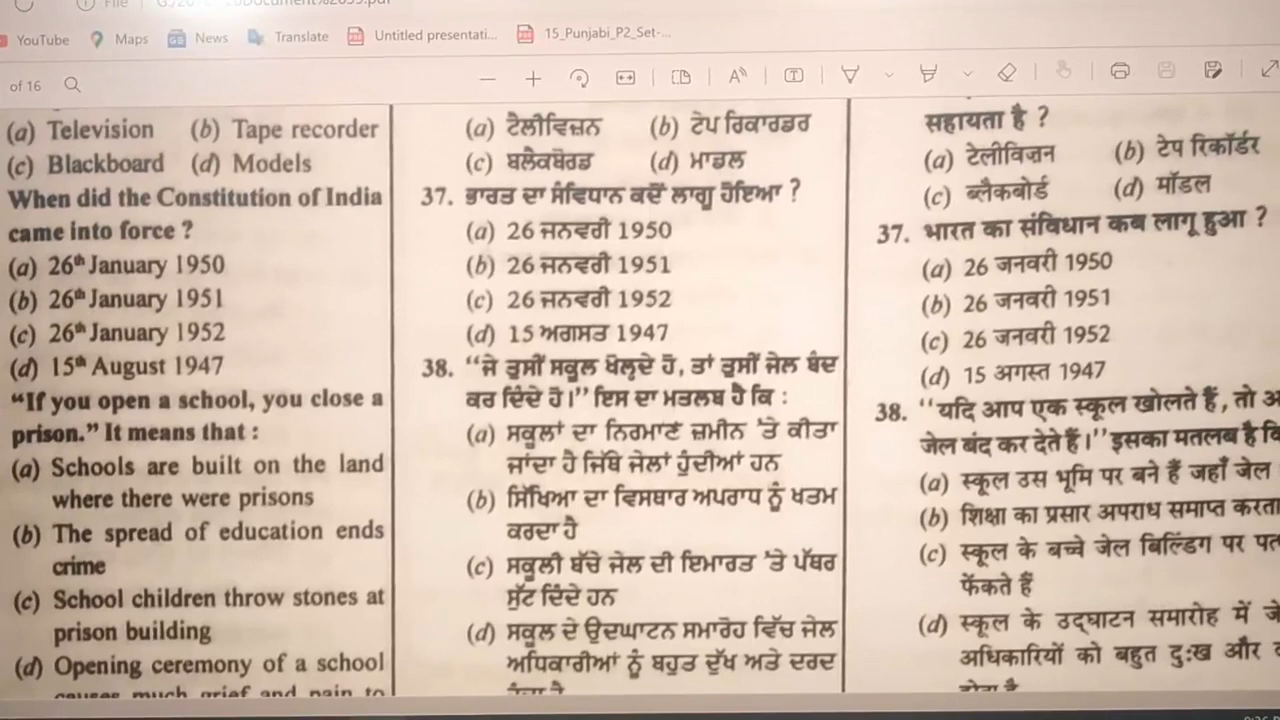 File
YouTube
Maps
News
Translate
Untitled presentati...
15_Punjabi_P2_Set-...
of 16
(a) Television (b) Tape recorder
(c) Blackboard (d) Models
When did the Constitution of India
came into force ?
(a) 26th January 1950
(b) 26th January 1951
(c) 26th January 1952
(d) 15th August 1947
“If you open a school, you close a
prison.” It means that :
(a) Schools are built on the land
where there were prisons
(b) The spread of education ends
crime
(c) School children throw stones at
prison building
(d) Opening ceremony of a school
causes much grief and pain to
(a) ਟੈਲੀਵਿਜ਼ਨ (b) ਟੇਪ ਰਿਕਾਰਡਰ
(c) ਬਲੈਕਬੋਰਡ (d) ਮਾਡਲ
37. ਭਾਰਤ ਦਾ ਸੰਵਿਧਾਨ ਕਦੋਂ ਲਾਗੂ ਹੋਇਆ ?
(a) 26 ਜਨਵਰੀ 1950
(b) 26 ਜਨਵਰੀ 1951
(c) 26 ਜਨਵਰੀ 1952
(d) 15 ਅਗਸਤ 1947
38. “ਜੇ ਤੁਸੀਂ ਸਕੂਲ ਖੋਲ੍ਹਦੇ ਹੋ, ਤਾਂ ਤੁਸੀਂ ਜੇਲ ਬੰਦ
ਕਰ ਦਿੰਦੇ ਹੋ।” ਇਸ ਦਾ ਮਤਲਬ ਹੈ ਕਿ :
(a) ਸਕੂਲਾਂ ਦਾ ਨਿਰਮਾਣ ਜ਼ਮੀਨ 'ਤੇ ਕੀਤਾ
ਜਾਂਦਾ ਹੈ ਜਿੱਥੇ ਜੇਲਾਂ ਹੁੰਦੀਆਂ ਹਨ
(b) ਸਿੱਖਿਆ ਦਾ ਵਿਸਥਾਰ ਅਪਰਾਧ ਨੂੰ ਖਤਮ
ਕਰਦਾ ਹੈ
(c) ਸਕੂਲੀ ਬੱਚੇ ਜੇਲ ਦੀ ਇਮਾਰਤ 'ਤੇ ਪੱਥਰ
ਸੁੱਟ ਦਿੰਦੇ ਹਨ
(d) ਸਕੂਲ ਦੇ ਉਦਘਾਟਨ ਸਮਾਰੋਹ ਵਿੱਚ ਜੇਲ
ਅਧਿਕਾਰੀਆਂ ਨੂੰ ਬਹੁਤ ਦੁੱਖ ਅਤੇ ਦਰਦ
सहायता है ?
(a) टेलीविज़न (b) टेप रिकॉर्डर
(c) ब्लैकबोर्ड (d) मॉडल
37. भारत का संविधान कब लागू हुआ ?
(a) 26 जनवरी 1950
(b) 26 जनवरी 1951
(c) 26 जनवरी 1952
(d) 15 अगस्त 1947
38. “यदि आप एक स्कूल खोलते हैं, तो
जेल बंद कर देते हैं।” इसका मतलब है
(a) स्कूल उस भूमि पर बने हैं जहाँ जेल
(b) शिक्षा का प्रसार अपराध समाप्त करता
(c) स्कूल के बच्चे जेल बिल्डिंग पर
फेंकते हैं
(d) स्कूल के उद्घाटन समारोह में
अधिकारियों को बहुत दुःख और